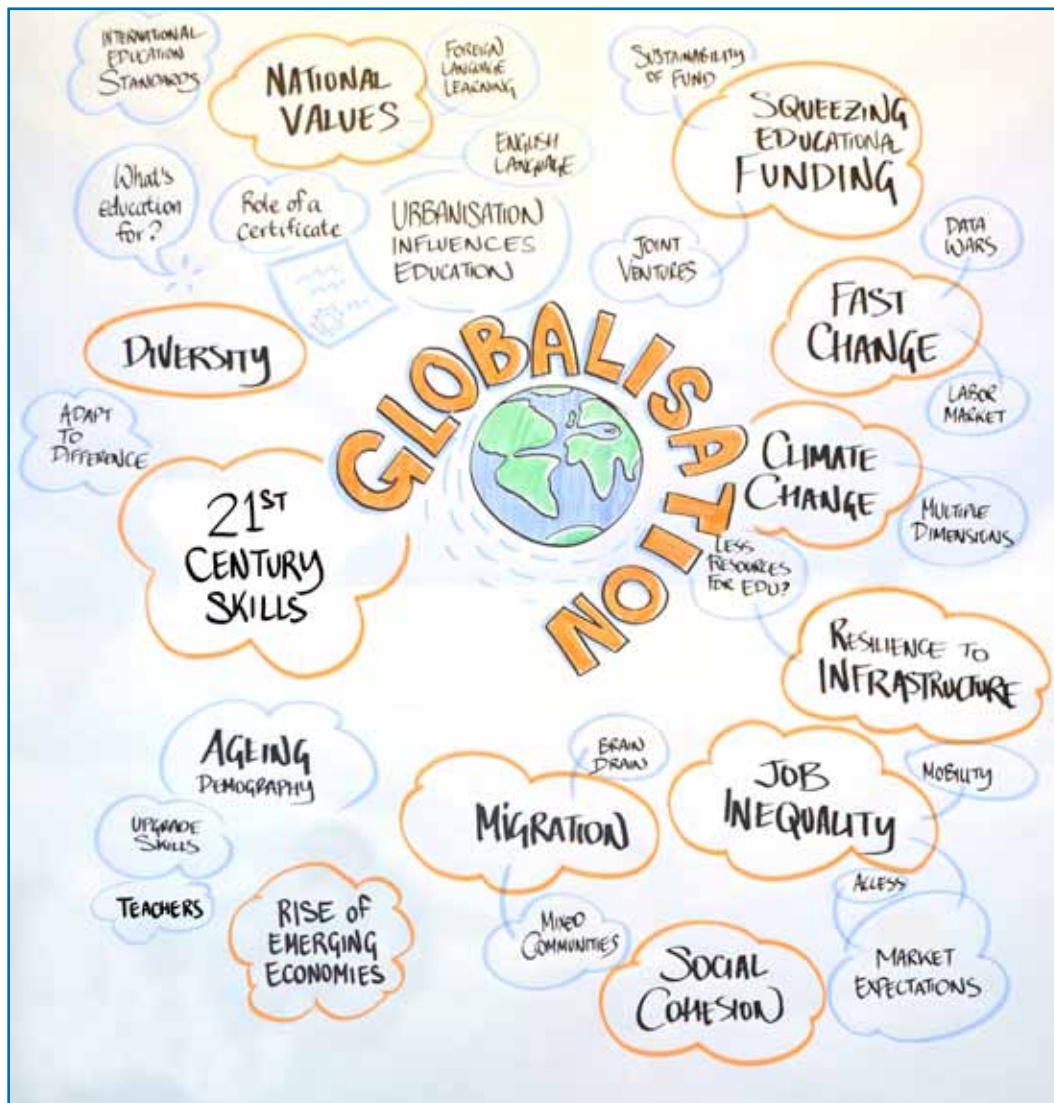 INTERNATIONAL
EDUCATION
STANDARDS
NATIONAL
VALUES
FOREIGN
LANGUAGE
LEARNING
ENGLISH
LANGUAGE
SUSTAINABILITY
OF FUND
SQUEEZING
EDUCATIONAL
FUNDING
JOINT
VENTURES
What's
education
for?
Role of a
certificate
URBANISATION
INFLUENCES
EDUCATION
DATA
WARS
FAST
CHANGE
LABOR
MARKET
DIVERSITY
GLOBALISATION
ADAPT
TO
DIFFERENCE
21ST
CENTURY
SKILLS
CLIMATE
CHANGE
MULTIPLE
DIMENSIONS
LESS
RESOURCES
FOR EDU?
RESILIENCE TO
INFRASTRUCTURE
AGEING
DEMOGRAPHY
UPGRADE
SKILLS
TEACHERS
RISE of
EMERGING
ECONOMIES
BRAIN
DRAIN
MIGRATION
MIXED
COMMUNITIES
JOB
INEQUALITY
MOBILITY
ACCESS
MARKET
EXPECTATIONS
SOCIAL
COHESION